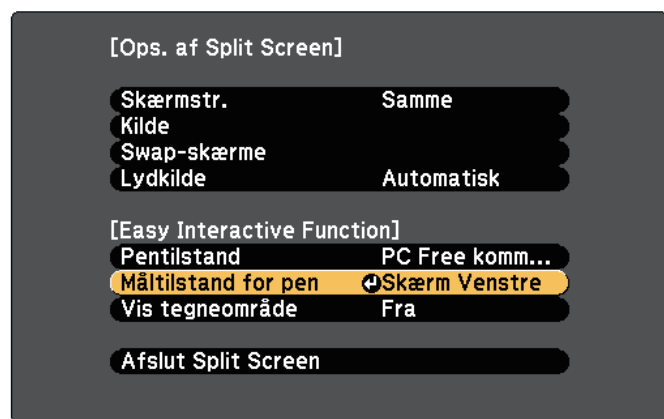 [Ops. af Split Screen]
Skærmstr. Samme
Kilde
Swap-skærme
Lydkilde Automatisk
[Easy Interactive Function]
Pentilstand PC Free komm...
Måltilstand for pen Skærm Venstre
Vis tegneområde Fra
Afslut Split Screen